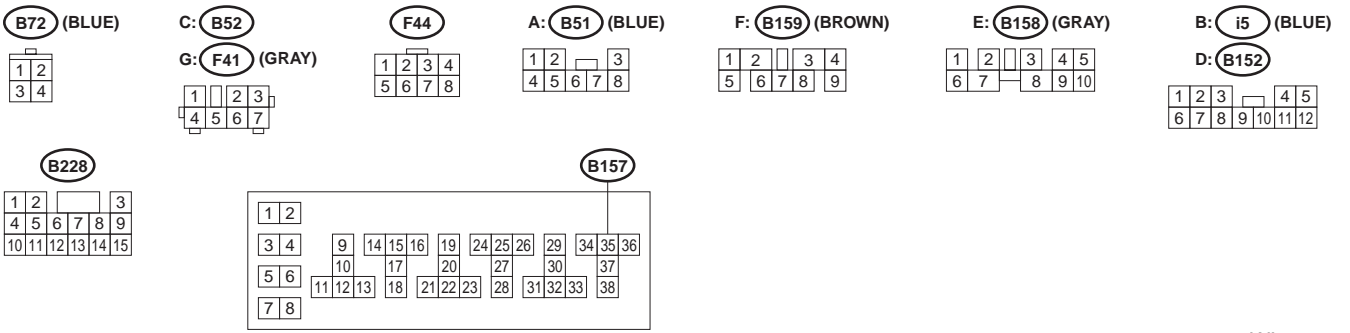 B72 (BLUE) C: B52 F44 A: B51 (BLUE) F: B159 (BROWN) E: B158 (GRAY) B: i5 (BLUE)
G: F41 (GRAY) D: B152
1 2
3 4
1 2 3
4 5 6 7
1 2 3 4
5 6 7 8
1 2 3
4 5 6 7 8
1 2 3 4
5 6 7 8 9
1 2 3 4 5
6 7 8 9 10
1 2 3 4 5
6 7 8 9 10 11 12
B228 B157
1 2 3
4 5 6 7 8 9
10 11 12 13 14 15
1 2
3 4 9 14 15 16 19 24 25 26 29 34 35 36
5 6 10 17 20 27 30 37
11 12 13 18 21 22 23 28 31 32 33 38
7 8